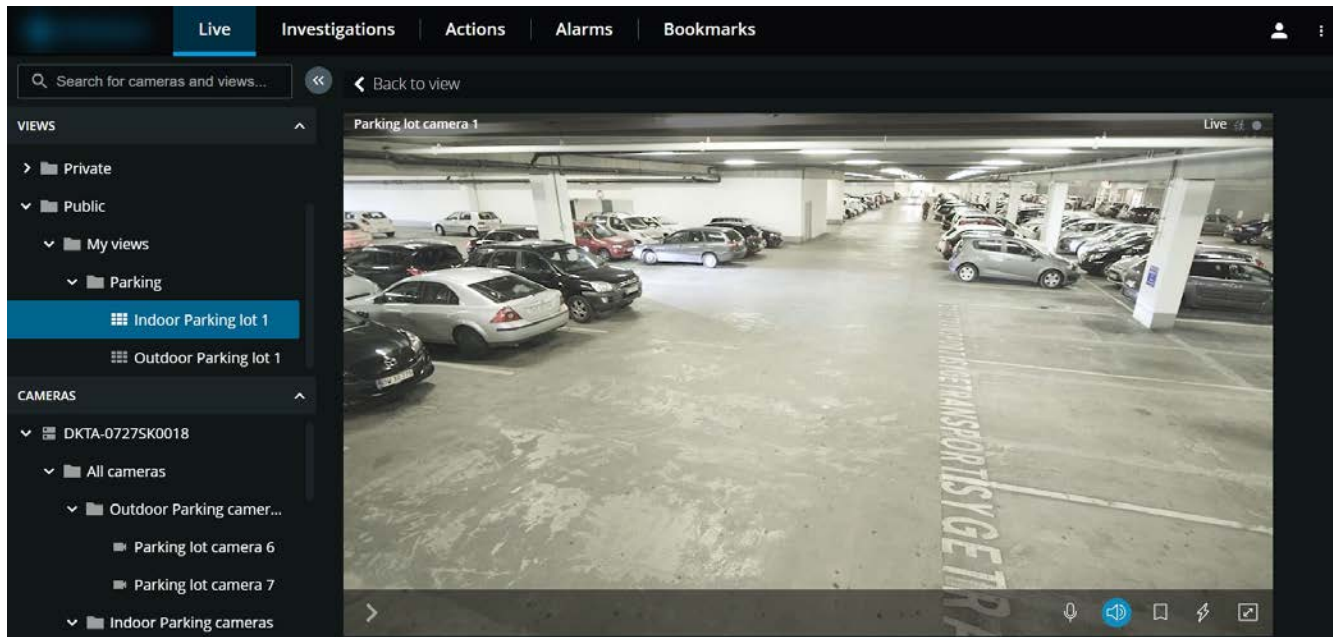 Live
Investigations
Actions
Alarms
Bookmarks
Search for cameras and views...
Back to view
VIEWS
Private
Public
My views
Parking
Indoor Parking lot 1
Outdoor Parking lot 1
CAMERAS
DKTA-0727SK0018
All cameras
Outdoor Parking camer...
Parking lot camera 6
Parking lot camera 7
Indoor Parking cameras
Parking lot camera 1
Live